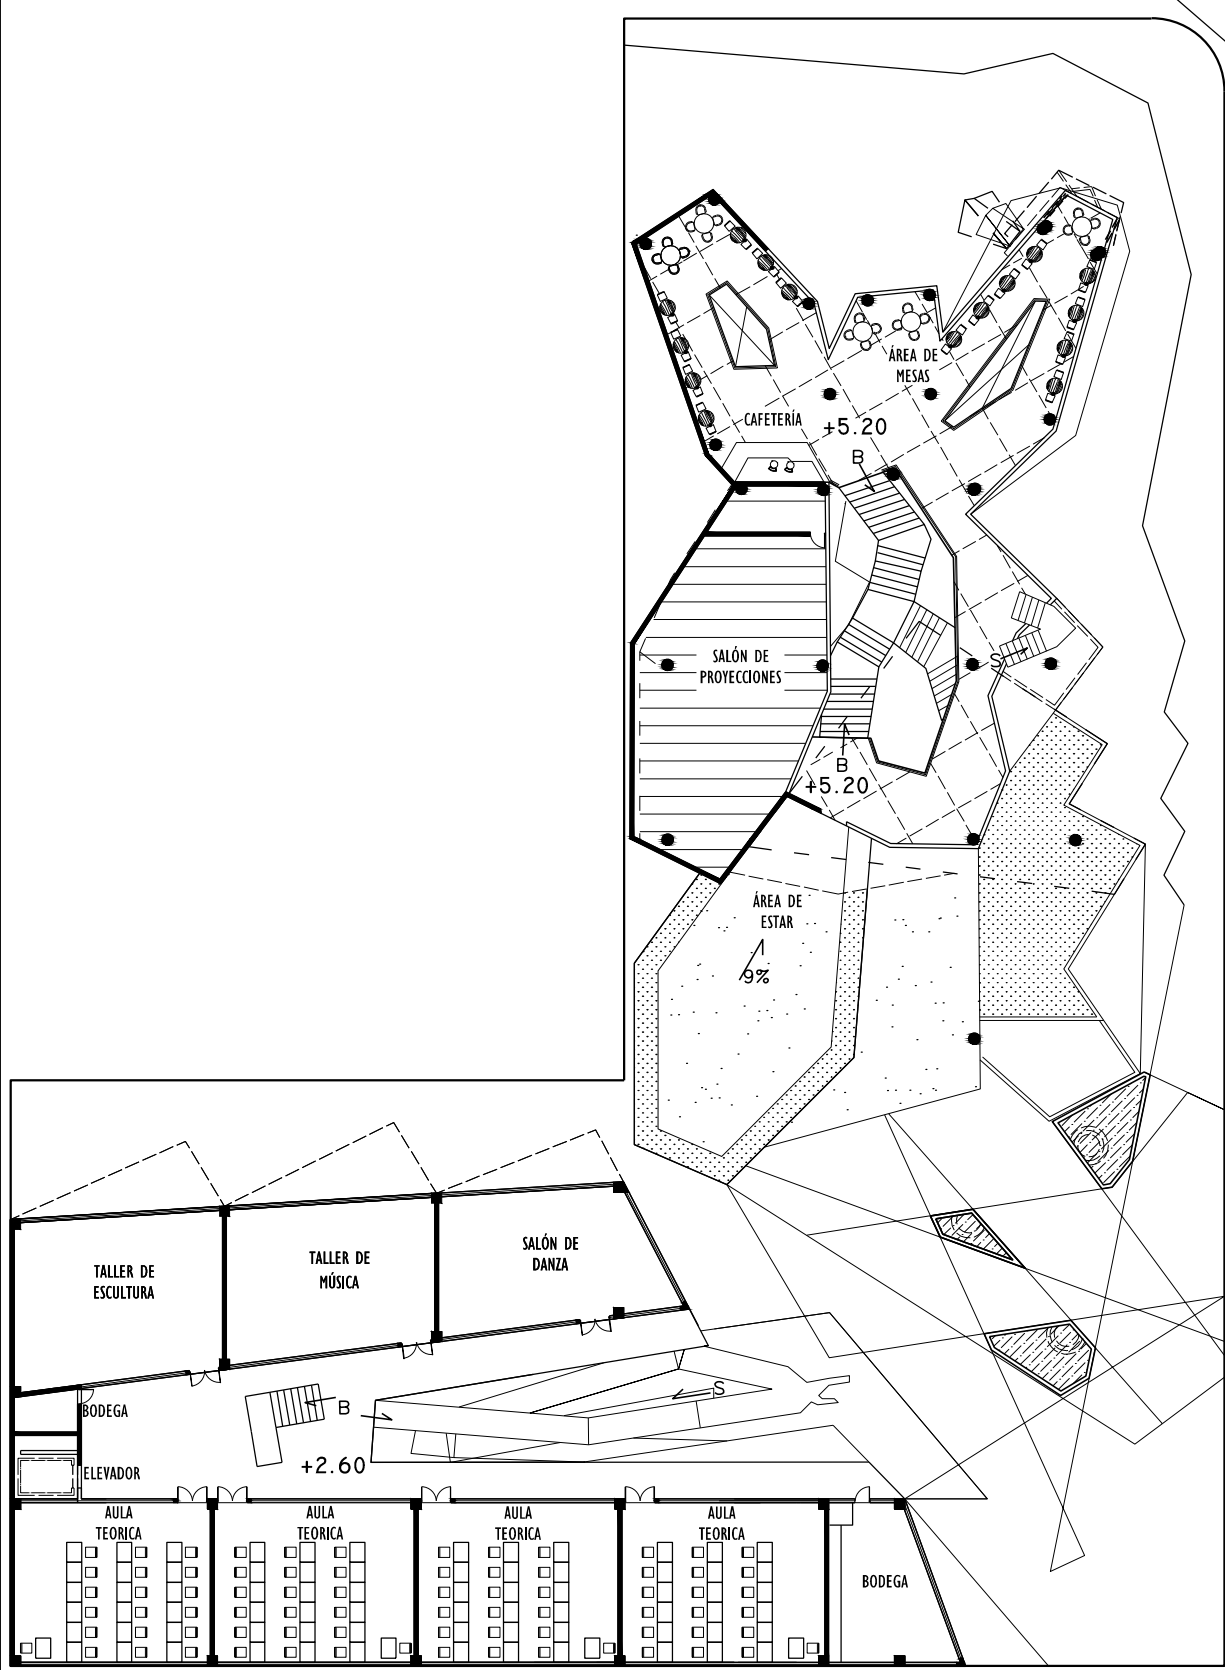 ÁREA DE
MESAS
CAFETERÍA
+5.20
B
SALÓN DE
PROYECCIONES
S
B
+5.20
ÁREA DE
ESTAR
9%
TALLER DE
ESCULTURA
TALLER DE
MÚSICA
SALÓN DE
DANZA
BODEGA
B
S
+2.60
ELEVADOR
AULA
TEORICA
AULA
TEORICA
AULA
TEORICA
AULA
TEORICA
BODEGA